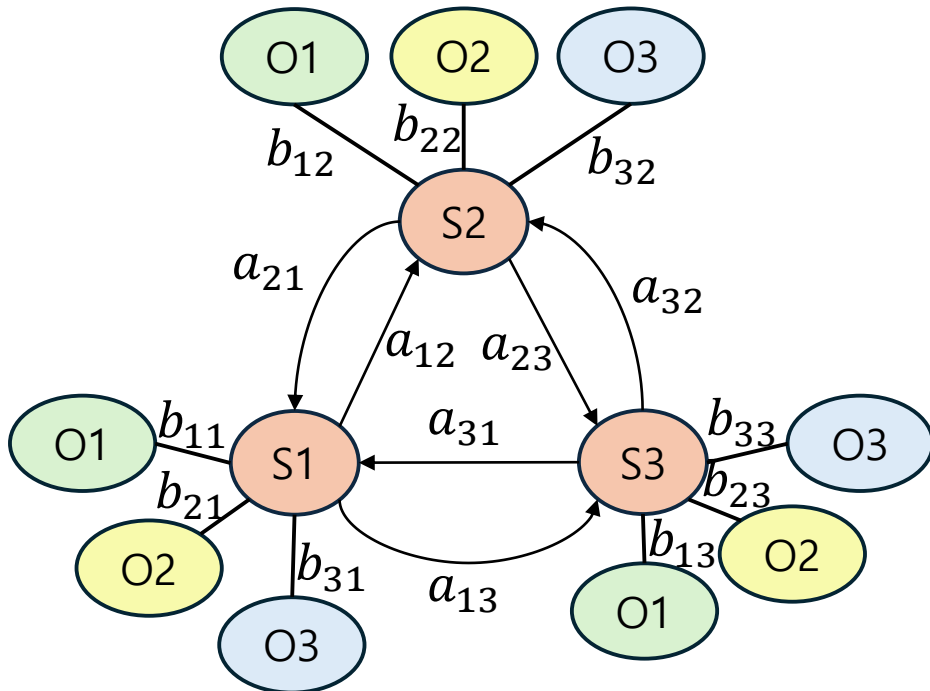 O1
O2
O3
b₁₂
b₂₂
b₃₂
S2
a₂₁
a₃₂
a₁₂
a₂₃
O1
b₁₁
S1
a₃₁
S3
b₃₃
O3
b₂₁
b₂₃
O2
b₃₁
b₁₃
O2
a₁₃
O3
O1